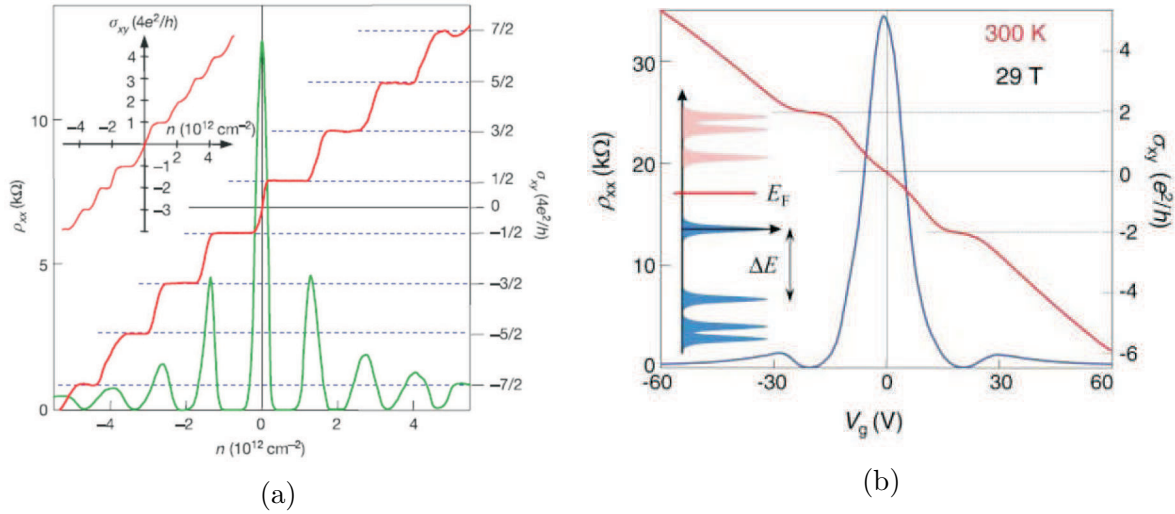 σxy (4e²/h)
4
3
2
1
−4 −2
n (10¹² cm⁻²)
2 4
−1
−2
−3
10
5
0
ρxx (kΩ)
7/2
5/2
3/2
1/2
0
−1/2
−3/2
−5/2
−7/2
σxy (4e²/h)
−4 −2 0 2 4
n (10¹² cm⁻²)
(a)
300 K
29 T
30
20
10
0
ρxx (kΩ)
EF
ΔE
4
2
0
-2
-4
-6
σxy (e²/h)
-60 -30 0 30 60
Vg (V)
(b)